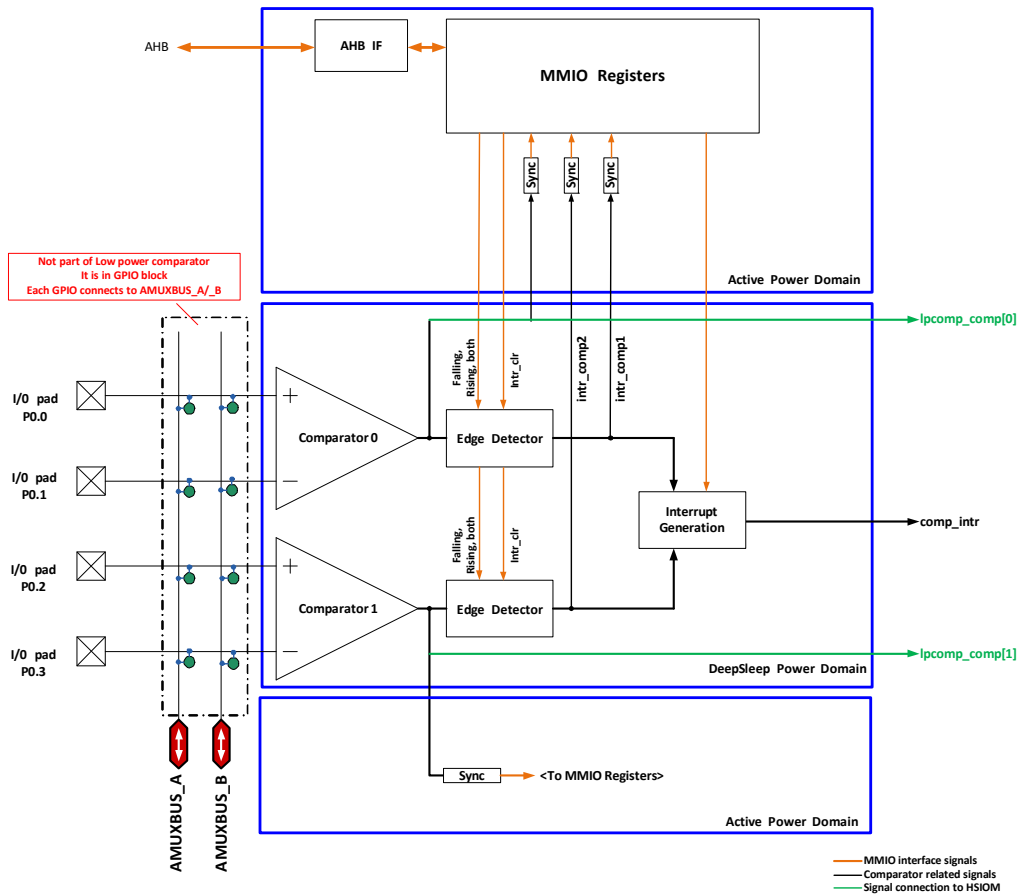 AHB
AHB IF
MMIO Registers
Sync
Sync
Sync
Active Power Domain
Not part of Low power comparator
It is in GPIO block
Each GPIO connects to AMUXBUS_A/_B
lpcomp_comp[0]
Falling,
Rising, both
Intr_clr
intr_comp2
intr_comp1
I/0 pad
P0.0
Comparator 0
Edge Detector
I/0 pad
P0.1
Interrupt
Generation
comp_intr
Falling,
Rising, both
Intr_clr
I/0 pad
P0.2
Comparator 1
Edge Detector
I/0 pad
P0.3
lpcomp_comp[1]
DeepSleep Power Domain
AMUXBUS_A
AMUXBUS_B
Sync
<To MMIO Registers>
Active Power Domain
MMIO interface signals
Comparator related signals
Signal connection to HSIOM